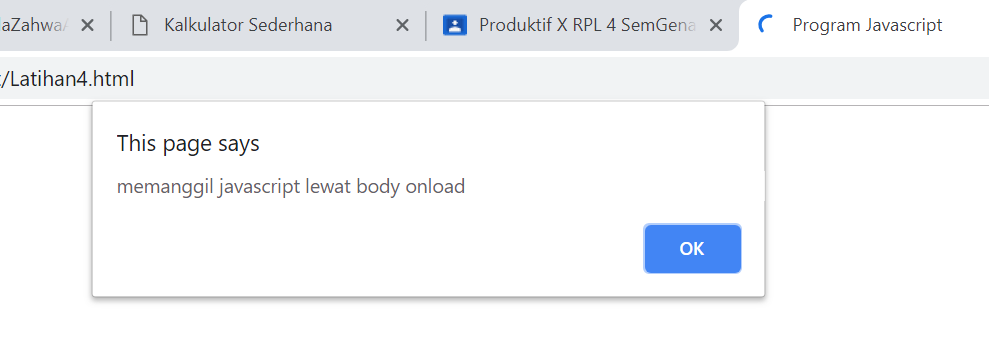 laZahwa/
Kalkulator Sederhana
Produktif X RPL 4 SemGena
Program Javascript
/Latihan4.html
This page says
memanggil javascript lewat body onload
OK